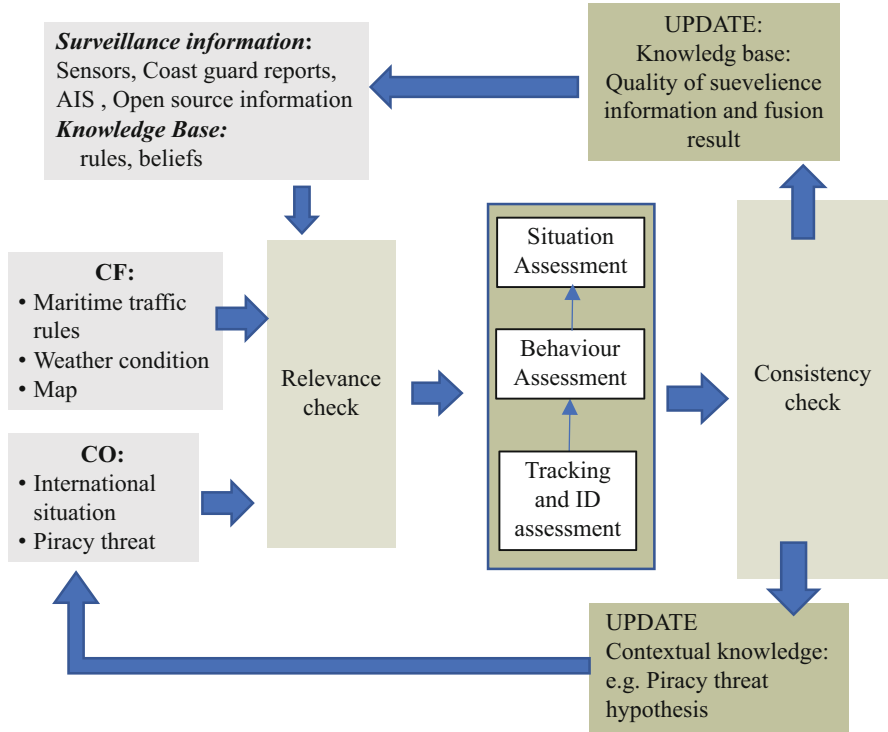 Surveillance information:
Sensors, Coast guard reports,
AIS , Open source information
Knowledge Base:
rules, beliefs
UPDATE:
Knowledg base:
Quality of suevelience
information and fusion
result
CF:
• Maritime traffic
rules
• Weather condition
• Map
CO:
• International
situation
• Piracy threat
Relevance
check
Situation
Assessment
Behaviour
Assessment
Tracking
and ID
assessment
Consistency
check
UPDATE
Contextual knowledge:
e.g. Piracy threat
hypothesis